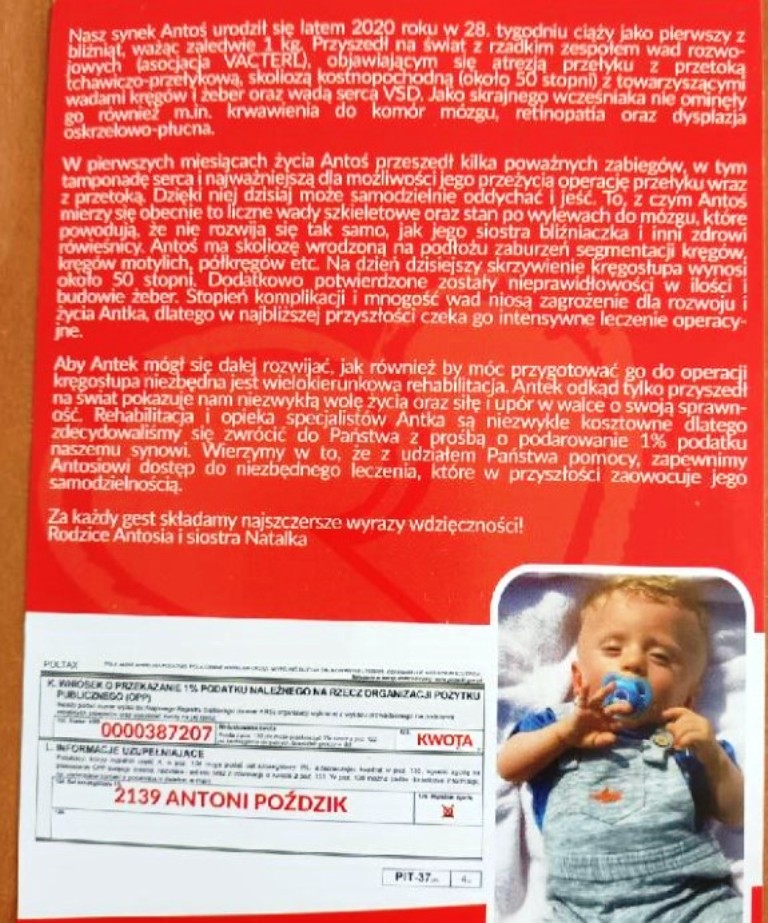 Nasz synek Antoś urodził się latem 2020 roku w 28. tygodniu ciąży jako pierwszy z
bliźniąt, ważąc zaledwie 1 kg. Przyszedł na świat z rzadkim zespołem wad rozwo-
jowych (asocjacja VACTERL), objawiającym się atrezją przełyku z przetoką
tchawiczo-przełykową, skoliozą kostnopochodną (około 50 stopni) z towarzyszącymi
wadami kręgów i żeber oraz wadą serca VSD. Jako skrajnego wcześniaka nie ominęły
go również m.in. krwawienia do komór mózgu, retinopatia oraz dysplazja
oskrzelowo-płucna.
W pierwszych miesiącach życia Antoś przeszedł kilka poważnych zabiegów, w tym
tamponadę serca i najważniejszą dla możliwości jego przeżycia operację przełyku wraz
z przetoką. Dzięki niej dzisiaj może samodzielnie oddychać i jeść. To, z czym Antoś
mierzy się obecnie to liczne wady szkieletowe oraz stan po wylewach do mózgu, które
powodują, że nie rozwija się tak samo, jak jego siostra bliźniaczka i inni zdrowi
rówieśnicy. Antoś ma skoliozę wrodzoną na podłożu zaburzeń segmentacji kręgów,
kręgów motylich, półkręgów etc. Na dzień dzisiejszy skrzywienie kręgosłupa wynosi
około 50 stopni. Dodatkowo potwierdzone zostały nieprawidłowości w ilości i
budowie żeber. Stopień komplikacji i mnogość wad niosą zagrożenie dla rozwoju i
życia Antka, dlatego w najbliższej przyszłości czeka go intensywne leczenie operacy-
jne.
Aby Antek mógł się dalej rozwijać, jak również by móc przygotować go do operacji
kręgosłupa niezbędna jest wielokierunkowa rehabilitacja. Antek odkąd tylko przyszedł
na świat pokazuje nam niezwykłą wolę życia oraz siłę i upór w walce o swoją sprawn-
ość. Rehabilitacja i opieka specjalistów Antka są niezwykle kosztowne dlatego
zdecydowaliśmy się zwrócić do Państwa z prośbą o podarowanie 1% podatku
naszemu synowi. Wierzymy w to, że z udziałem Państwa pomocy, zapewnimy
Antosiowi dostęp do niezbędnego leczenia, które w przyszłości zaowocuje jego
samodzielnością.
Za każdy gest składamy najszczersze wyrazy wdzięczności!
Rodzice Antosia i siostra Natalka
POLTAX
K. WNIOSEK O PRZEKAZANIE 1% PODATKU NALEŻNEGO NA RZECZ ORGANIZACJI POŻYTKU
PUBLICZNEGO (OPP)
0000387207 KWOTA
L. INFORMACJE UZUPEŁNIAJĄCE
2139 ANTONI POŹDZIK
PIT-37